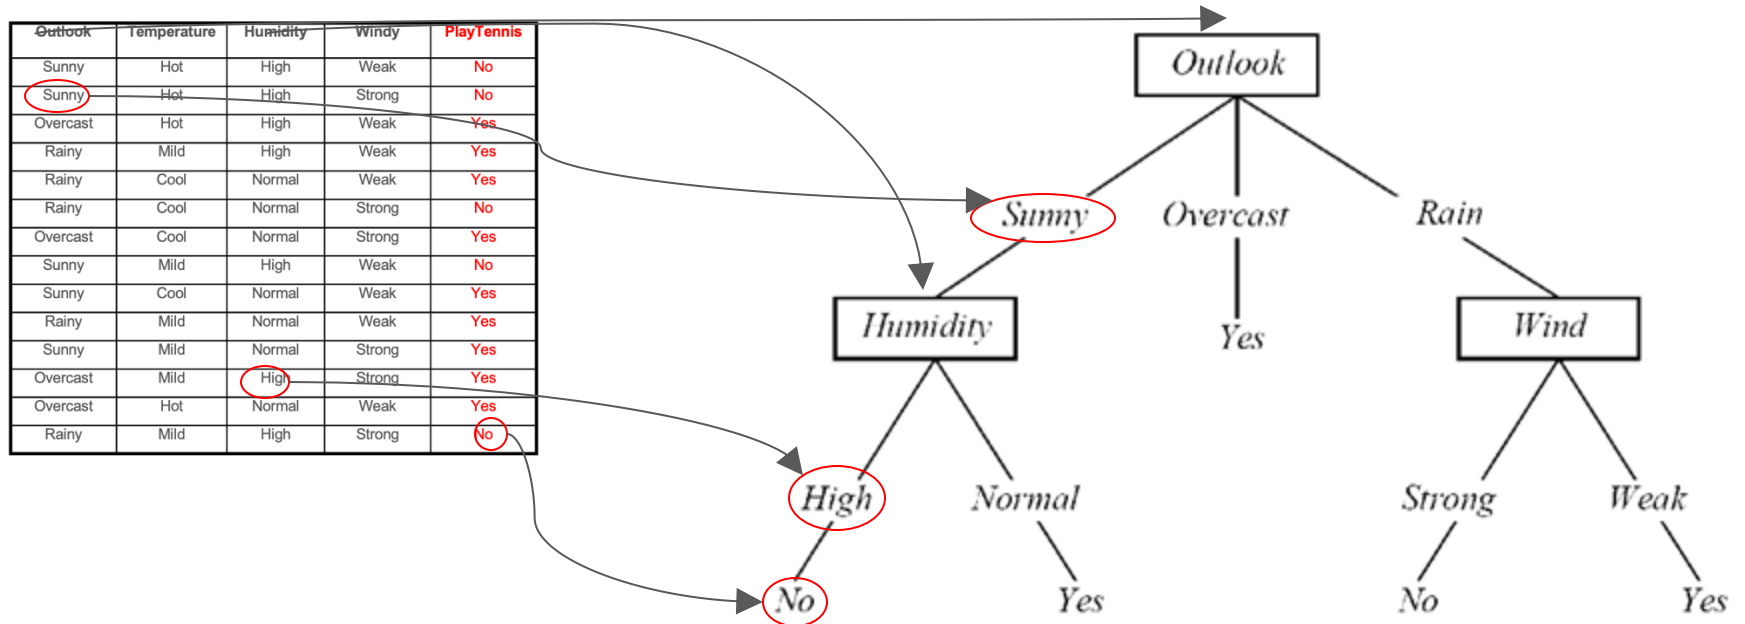 Outlook Temperature Humidity Windy PlayTennis
Sunny Hot High Weak No
Sunny Hot High Strong No
Overcast Hot High Weak Yes
Rainy Mild High Weak Yes
Rainy Cool Normal Weak Yes
Rainy Cool Normal Strong No
Overcast Cool Normal Strong Yes
Sunny Mild High Weak No
Sunny Cool Normal Weak Yes
Rainy Mild Normal Weak Yes
Sunny Mild Normal Strong Yes
Overcast Mild High Strong Yes
Overcast Hot Normal Weak Yes
Rainy Mild High Strong No
Outlook
Sunny Overcast Rain
Humidity Yes Wind
High Normal Strong Weak
No Yes No Yes